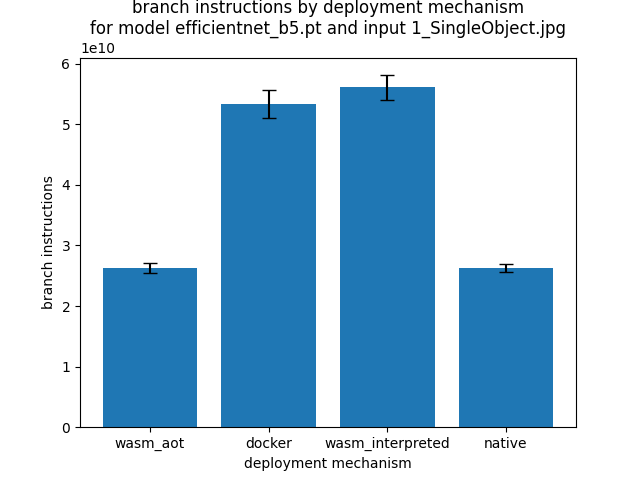 branch instructions by deployment mechanism
for model efficientnet_b5.pt and input 1_SingleObject.jpg
1e10
6
5
4
3
2
1
0
branch instructions
wasm_aot docker wasm_interpreted native
deployment mechanism